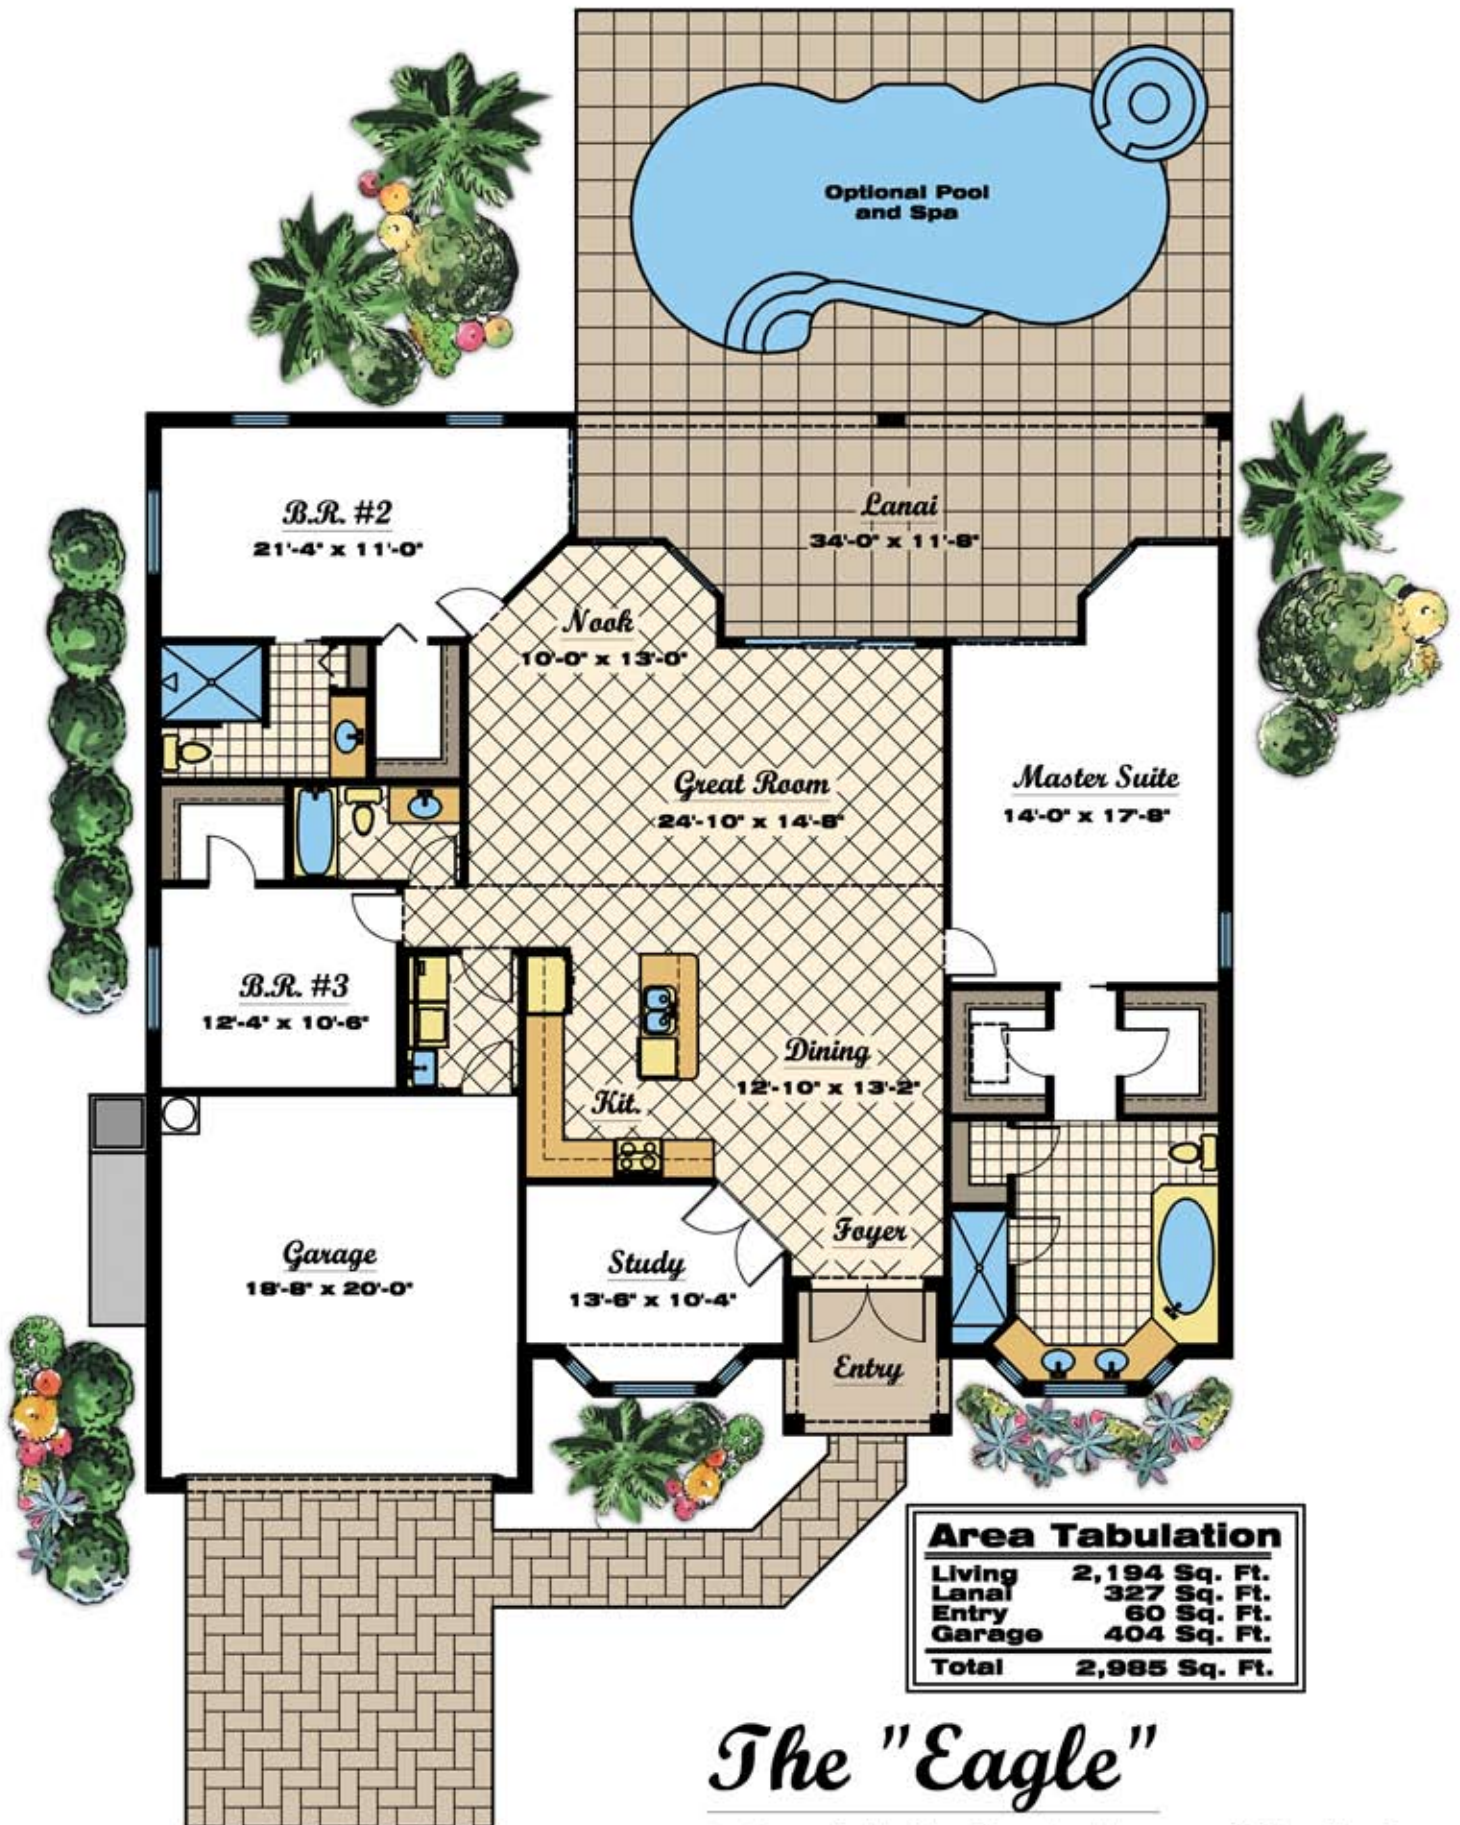 Optional Pool
and Spa
B.R. #2
21'-4" x 11'-0"
Lanai
34'-0" x 11'-8"
Nook
10'-0" x 13'-0"
Great Room
24'-10" x 14'-8"
Master Suite
14'-0" x 17'-8"
B.R. #3
12'-4" x 10'-6"
Dining
12'-10" x 13'-2"
Kit.
Foyer
Garage
18'-8" x 20'-0"
Study
13'-6" x 10'-4"
Entry
Area Tabulation
Living 2,194 Sq. Ft.
Lanai 327 Sq. Ft.
Entry 60 Sq. Ft.
Garage 404 Sq. Ft.
Total 2,985 Sq. Ft.
The "Eagle"